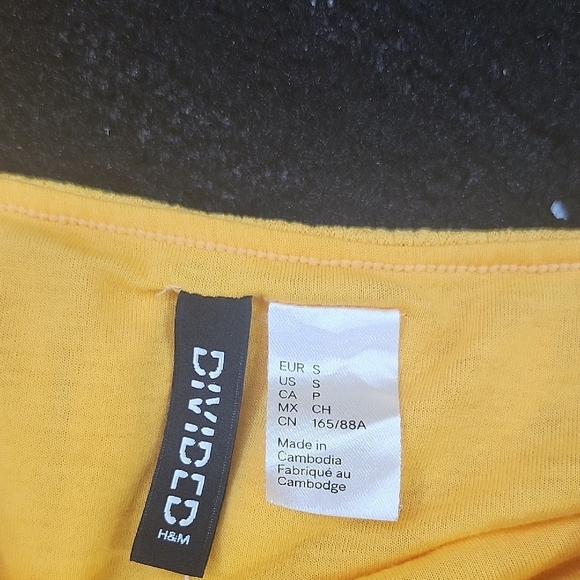 DIVIDED
H&M
EUR S
US S
CA P
MX CH
CN 165/88A
Made in
Cambodia
Fabriqué au
Cambodge